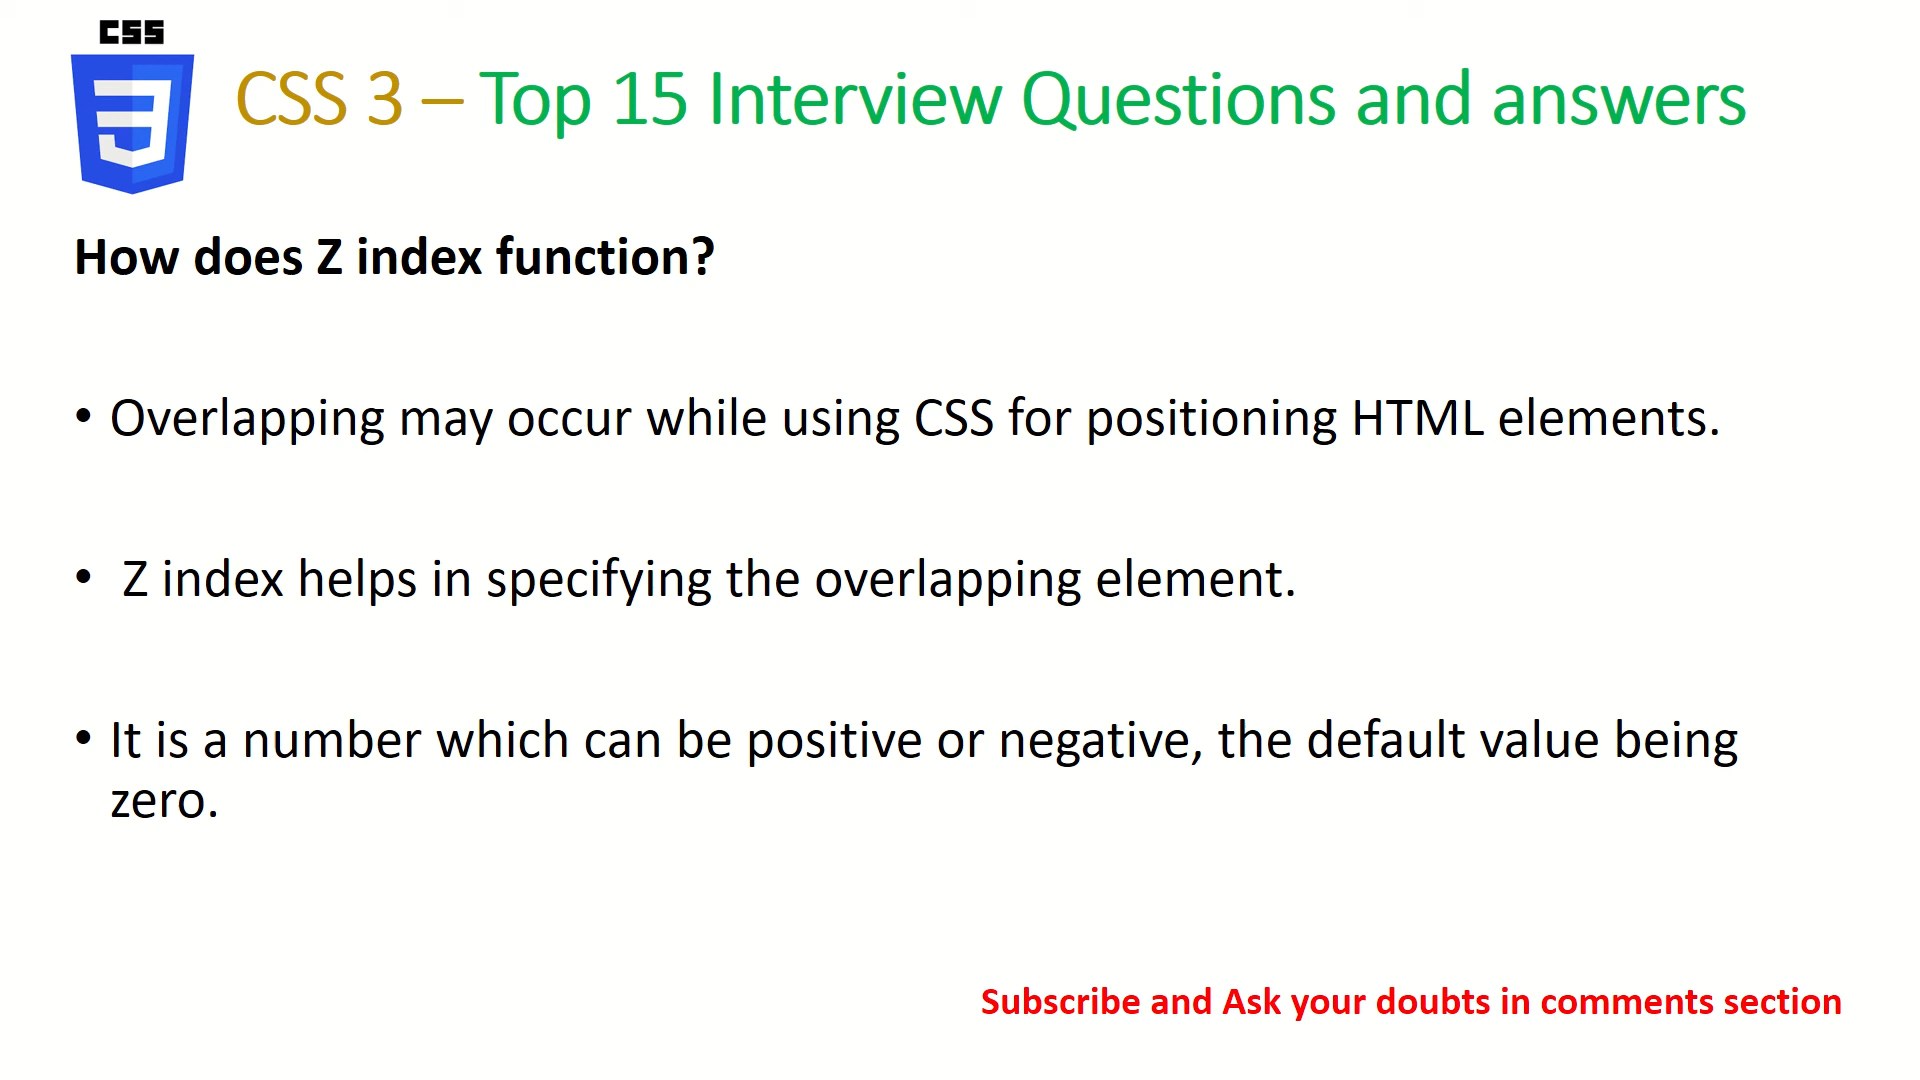 CSS
CSS 3 – Top 15 Interview Questions and answers
How does Z index function?
• Overlapping may occur while using CSS for positioning HTML elements.
• Z index helps in specifying the overlapping element.
• It is a number which can be positive or negative, the default value being
zero.
Subscribe and Ask your doubts in comments section